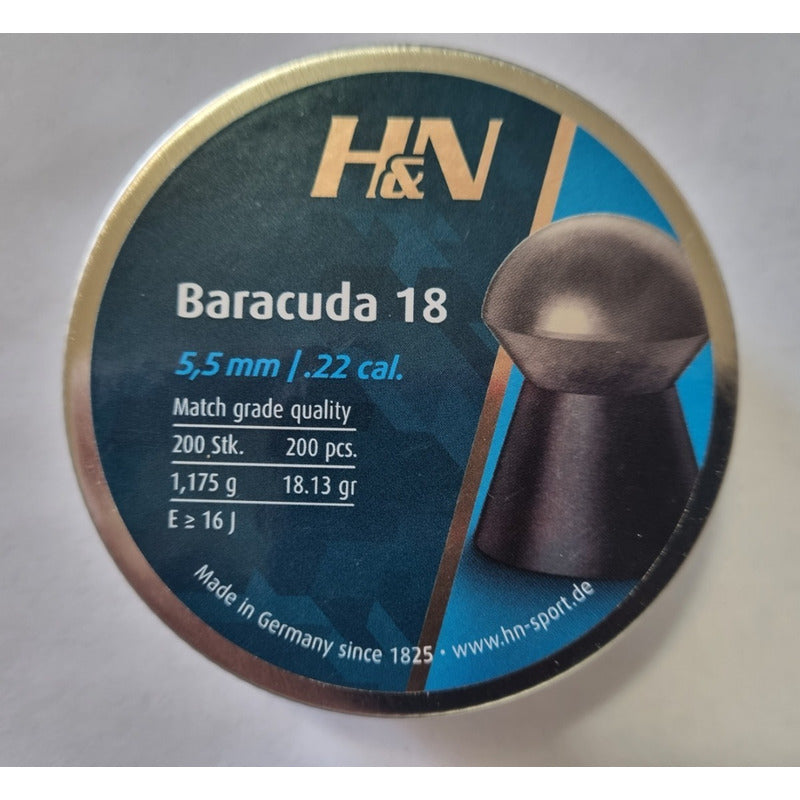 H&N
Baracuda 18
5,5 mm / .22 cal.
Match grade quality
200 Stk. 200 pcs.
1,175 g 18.13 gr
E ≥ 16 J
Made in Germany since 1825 · www.hn-sport.de